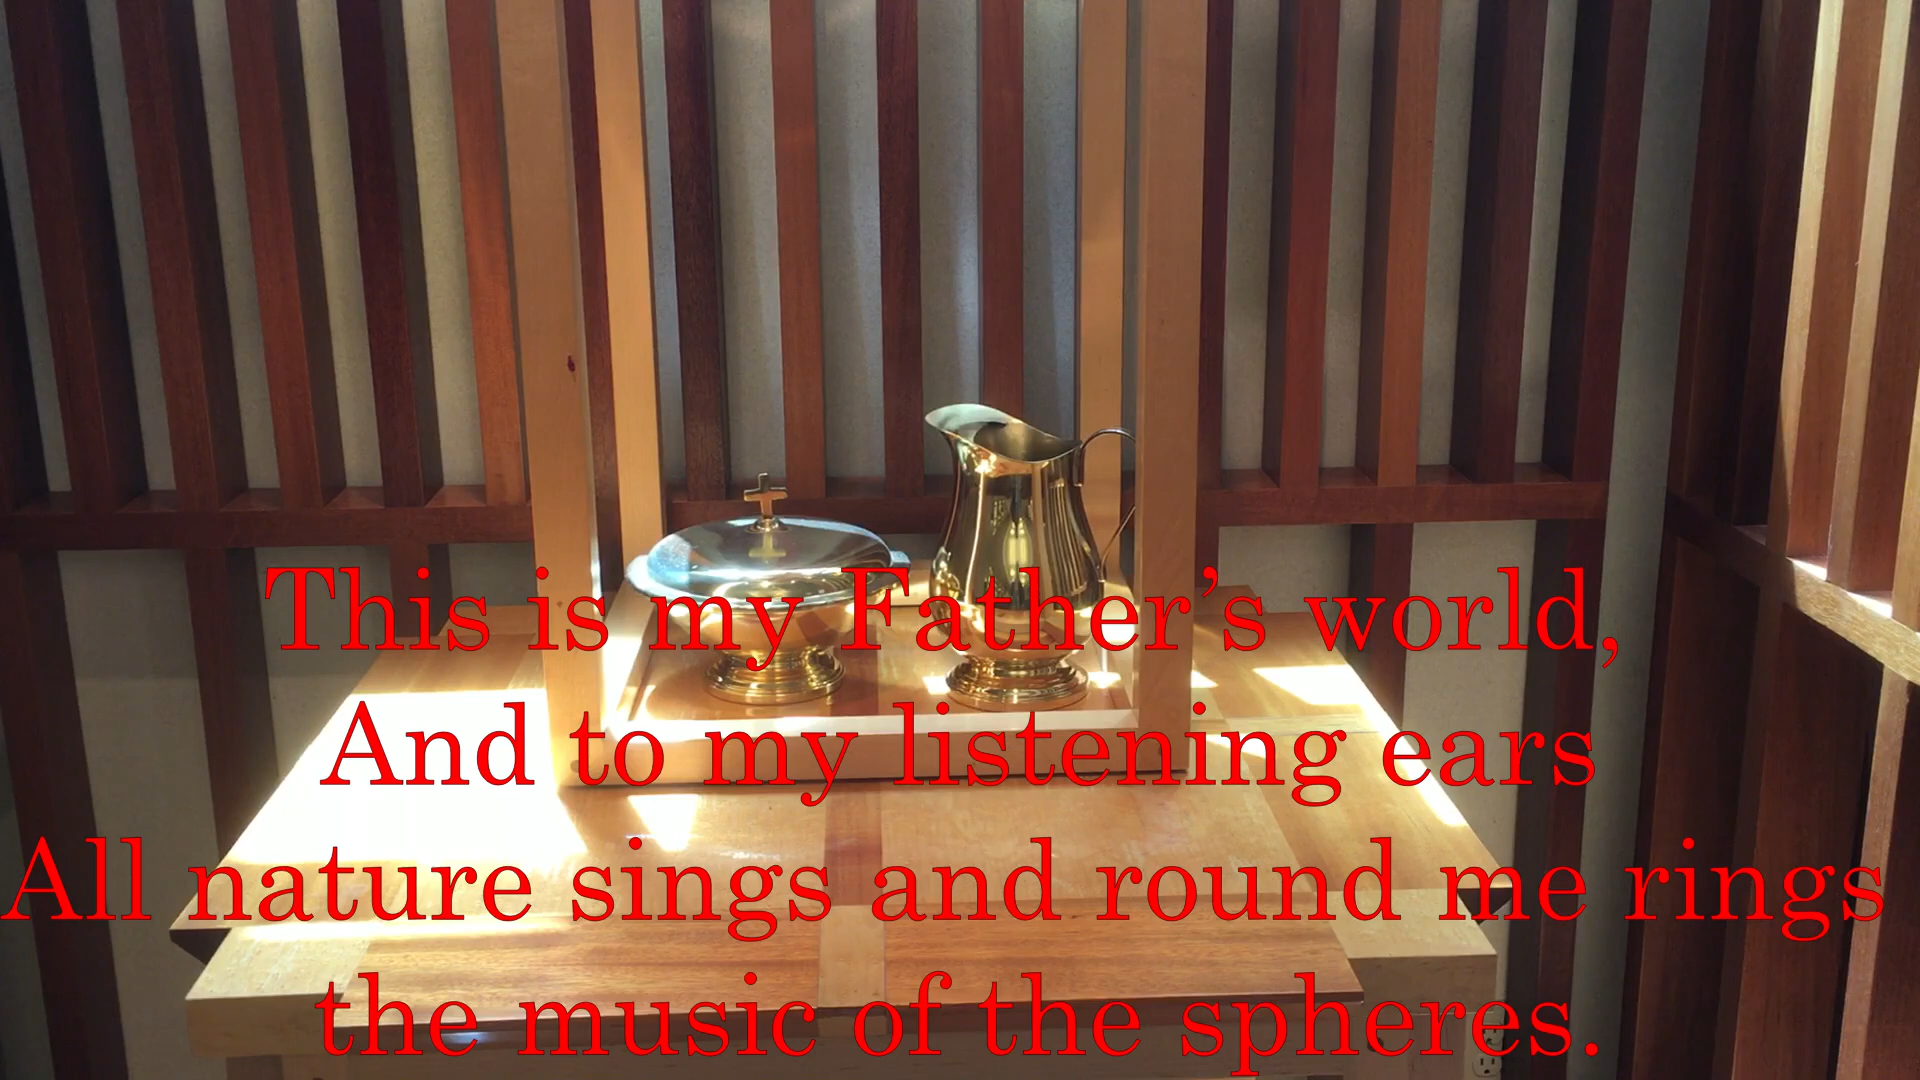 This is my Father’s world,
And to my listening ears
All nature sings and round me rings
the music of the spheres.